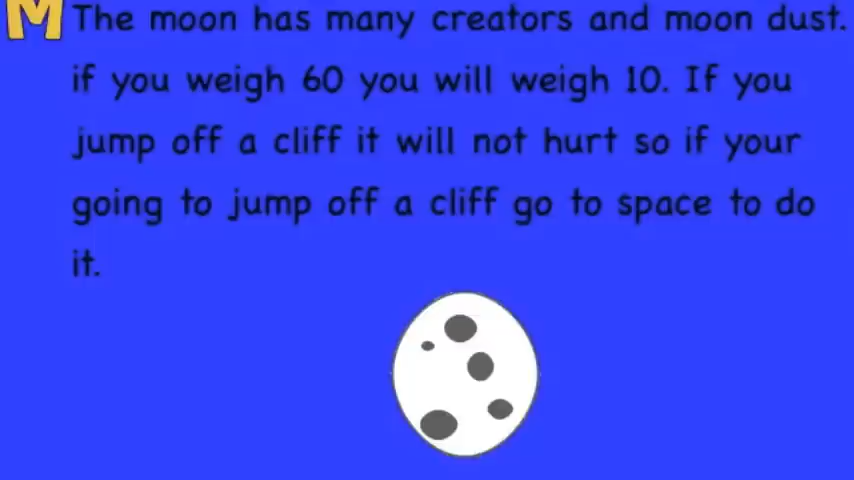 M The moon has many creators and moon dust.
if you weigh 60 you will weigh 10. If you
jump off a cliff it will not hurt so if your
going to jump off a cliff go to space to do
it.